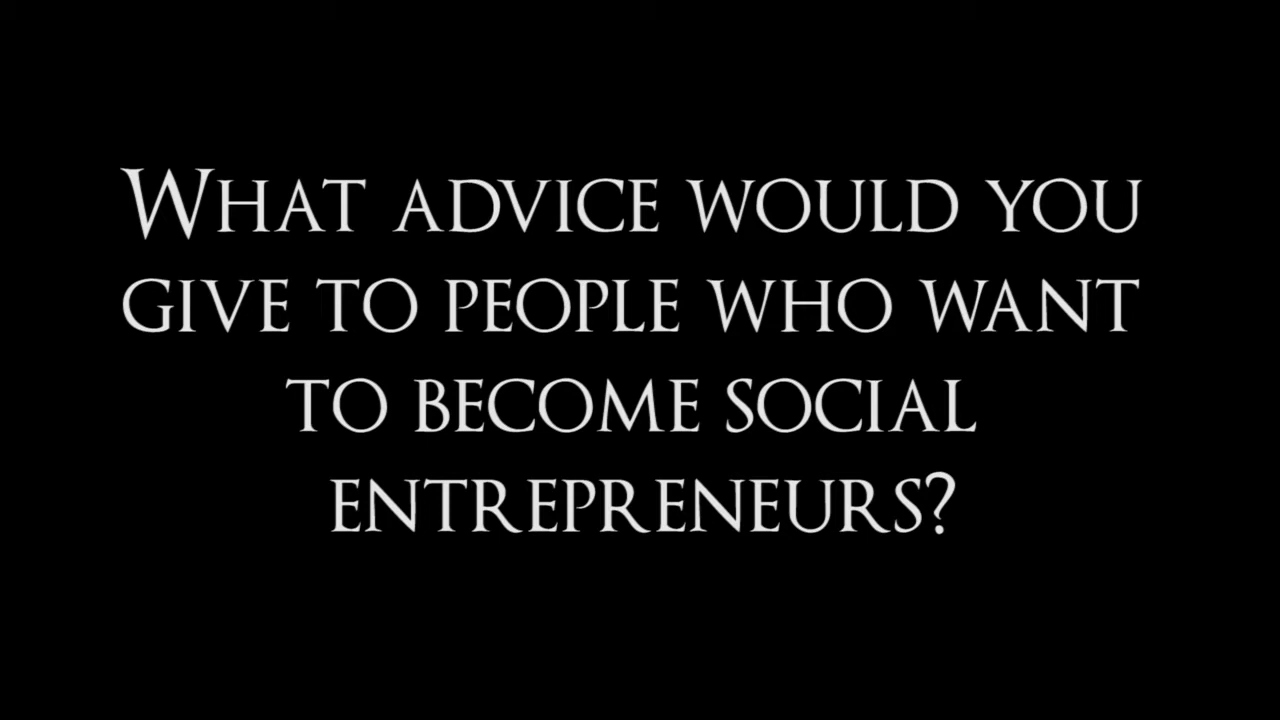 What advice would you
give to people who want
to become social
entrepreneurs?